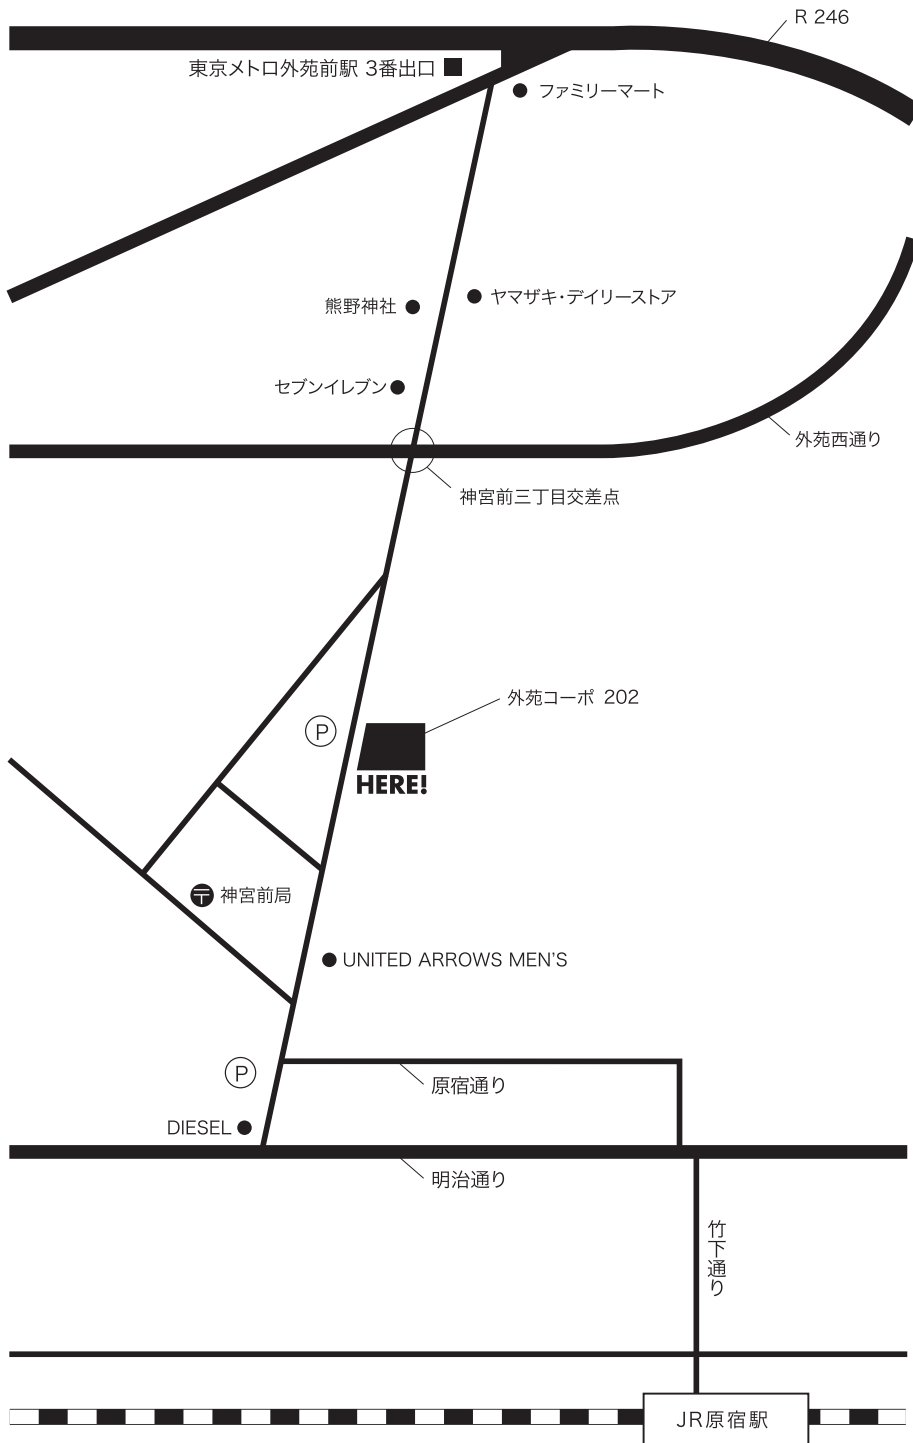 R 246
東京メトロ外苑前駅 3番出口
ファミリーマート
ヤマザキ・デイリーストア
熊野神社
セブンイレブン
外苑西通り
神宮前三丁目交差点
外苑コーポ 202
P
HERE!
〒 神宮前局
UNITED ARROWS MEN'S
P
原宿通り
DIESEL
明治通り
竹下通り
JR原宿駅